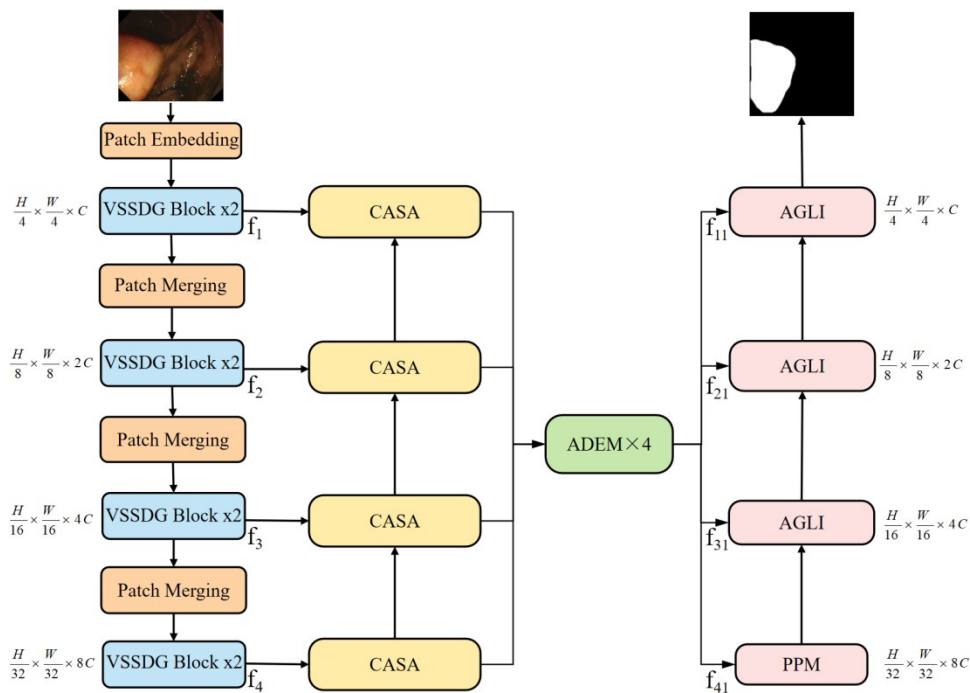 Patch Embedding
H/4 × W/4 × C
VSSDG Block x2
f1
CASA
f11
AGLI
H/4 × W/4 × C
Patch Merging
H/8 × W/8 × 2C
VSSDG Block x2
f2
CASA
f21
AGLI
H/8 × W/8 × 2C
Patch Merging
ADEM×4
H/16 × W/16 × 4C
VSSDG Block x2
f3
CASA
f31
AGLI
H/16 × W/16 × 4C
Patch Merging
H/32 × W/32 × 8C
VSSDG Block x2
f4
CASA
f41
PPM
H/32 × W/32 × 8C